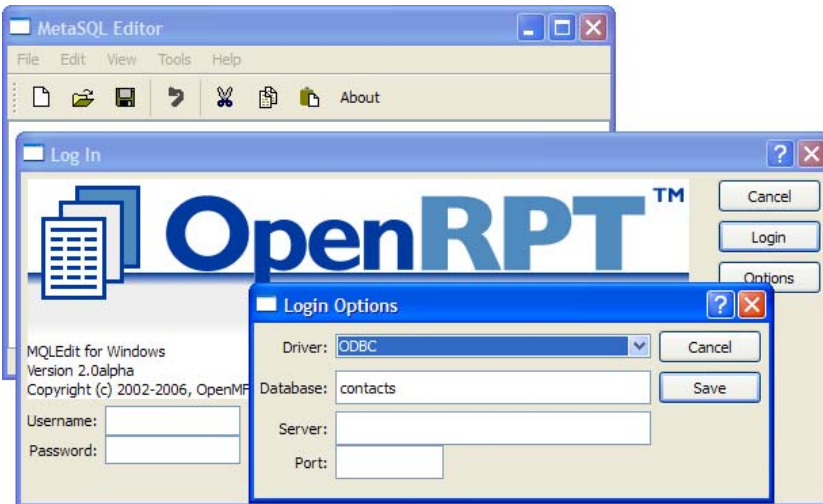 MetaSQL Editor
File Edit View Tools Help
About
Log In
OpenRPT™
Cancel
Login
Options
MQLEdit for Windows
Version 2.0alpha
Copyright (c) 2002-2006, OpenMF
Username:
Password:
Login Options
Driver: ODBC
Cancel
Database: contacts
Save
Server:
Port: